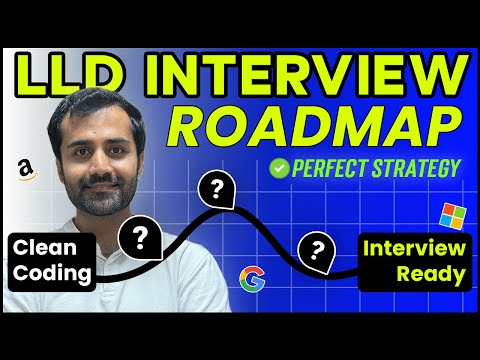 LLD INTERVIEW
ROADMAP
PERFECT STRATEGY
a
?
?
?
Clean
Coding
G
Interview
Ready